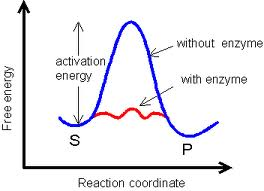 without enzyme
activation
energy
with enzyme
Free energy
S
P
Reaction coordinate